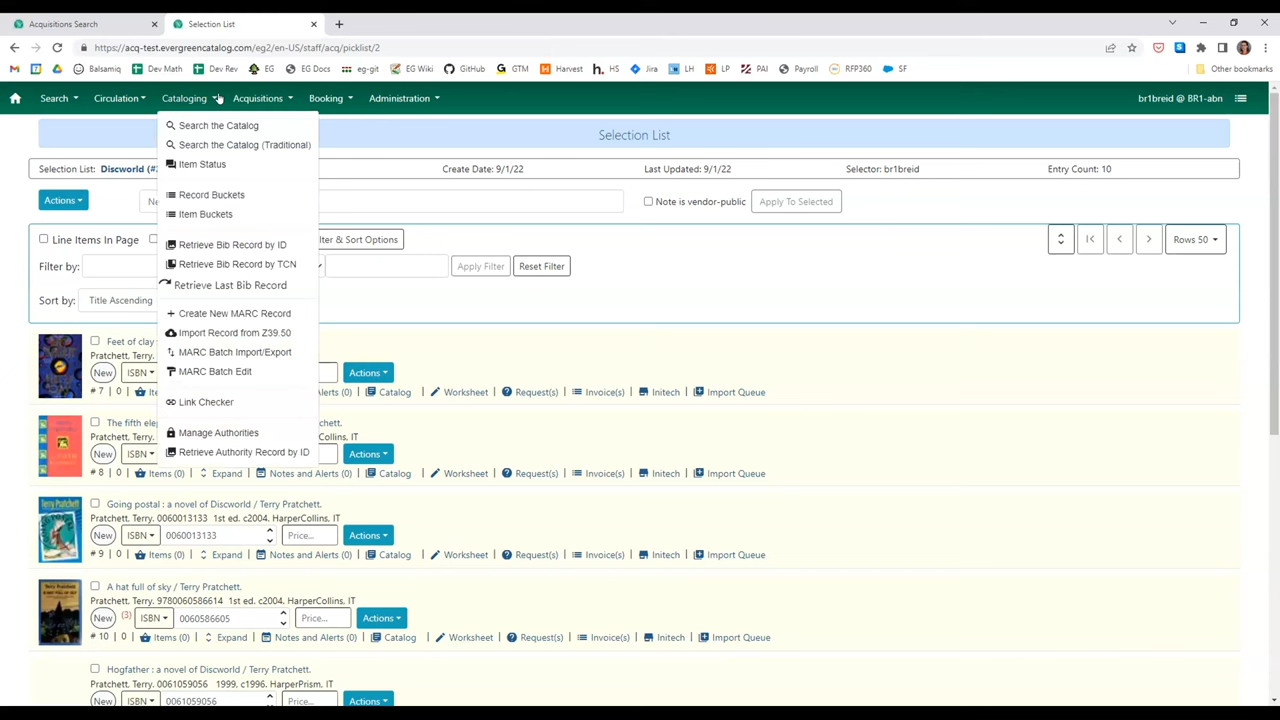 Acquisitions Search
Selection List
https://acq-test.evergreencatalog.com/eg2/en-US/staff/acq/picklist/2
Balsamiq Dev Math Dev Rev EG EG Docs eg-git EG Wiki GitHub GTM Harvest HS Jira LH LP PAI Payroll RFP360 SF Other bookmarks
Search Circulation Cataloging Acquisitions Booking Administration br1breid @ BR1-abn
Search the Catalog
Search the Catalog (Traditional)
Item Status
Record Buckets
Item Buckets
Retrieve Bib Record by ID
Retrieve Bib Record by TCN
Retrieve Last Bib Record
Create New MARC Record
Import Record from Z39.50
MARC Batch Import/Export
MARC Batch Edit
Link Checker
Manage Authorities
Retrieve Authority Record by ID
Selection List
Selection List: Discworld Create Date: 9/1/22 Last Updated: 9/1/22 Selector: br1breid Entry Count: 10
Actions Note is vendor-public Apply To Selected
Line Items In Page & Sort Options Rows 50
Filter by: Apply Filter Reset Filter
Sort by: Title Ascending
Feet of clay
Pratchett, Terry. HarperCollins, IT
New ISBN Actions
# 7 | 0 | Items Alerts (0) | Catalog | Worksheet | Request(s) | Invoice(s) | Initech | Import Queue
The fifth ele Pratchett.
Pratchett, Terry. HarperCollins, IT
New ISBN Actions
# 8 | 0 | Items (0) | Expand | Notes and Alerts (0) | Catalog | Worksheet | Request(s) | Invoice(s) | Initech | Import Queue
Going postal : a novel of Discworld / Terry Pratchett.
Pratchett, Terry. 0060013133 1st ed. c2004. HarperCollins, IT
New ISBN 0060013133 Price... Actions
# 9 | 0 | Items (0) | Expand | Notes and Alerts (0) | Catalog | Worksheet | Request(s) | Invoice(s) | Initech | Import Queue
A hat full of sky / Terry Pratchett.
Pratchett, Terry. 9780060586614 1st ed. c2004. HarperCollins, IT
New (3) ISBN 0060586605 Price... Actions
# 10 | 0 | Items (0) | Expand | Notes and Alerts (0) | Catalog | Worksheet | Request(s) | Invoice(s) | Initech | Import Queue
Hogfather : a novel of Discworld / Terry Pratchett.
Pratchett, Terry. 0061059056 1999, c1996. HarperPrism, IT
New ISBN 0061059056 Price... Actions